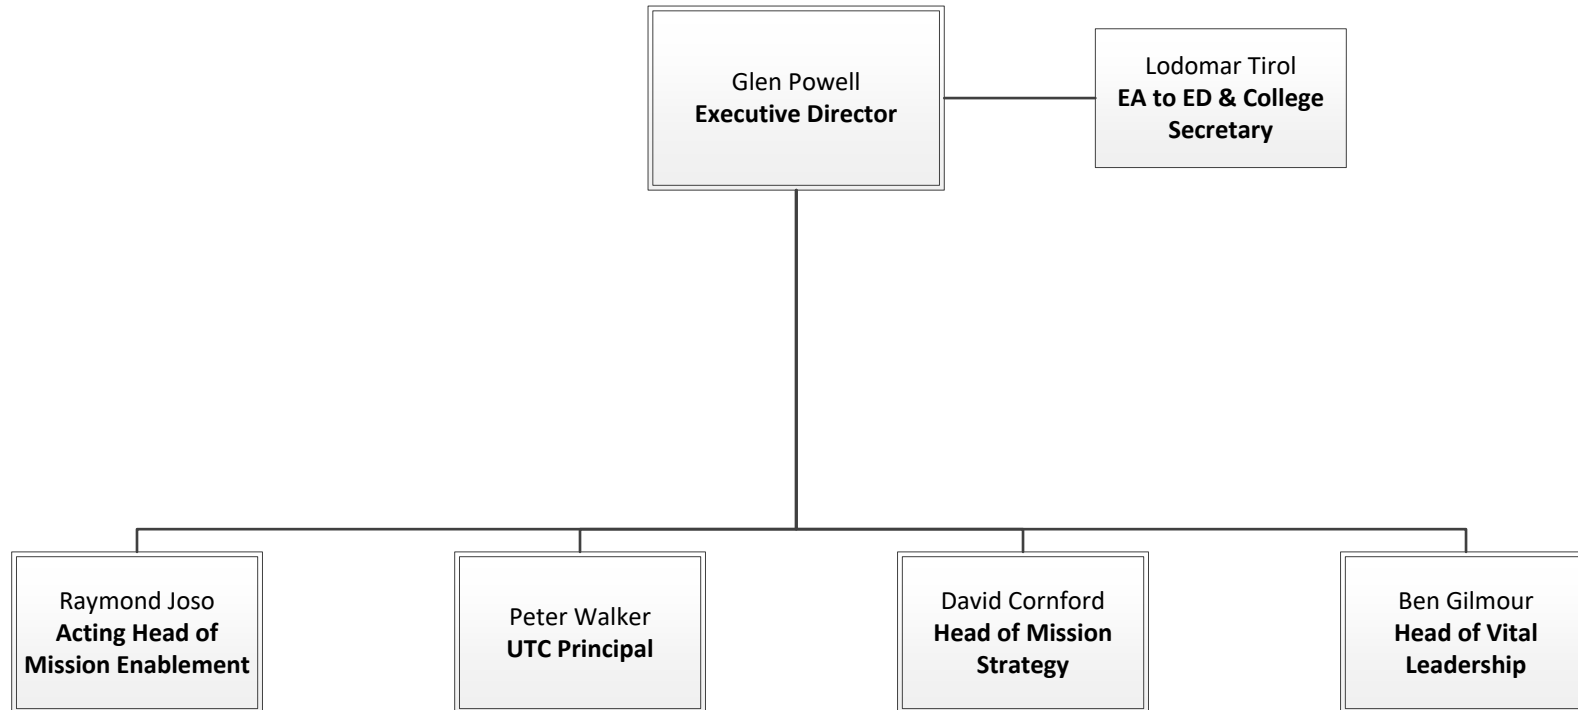 Glen Powell
Executive Director
Lodomar Tirol
EA to ED & College
Secretary
Raymond Joso
Acting Head of
Mission Enablement
Peter Walker
UTC Principal
David Cornford
Head of Mission
Strategy
Ben Gilmour
Head of Vital
Leadership